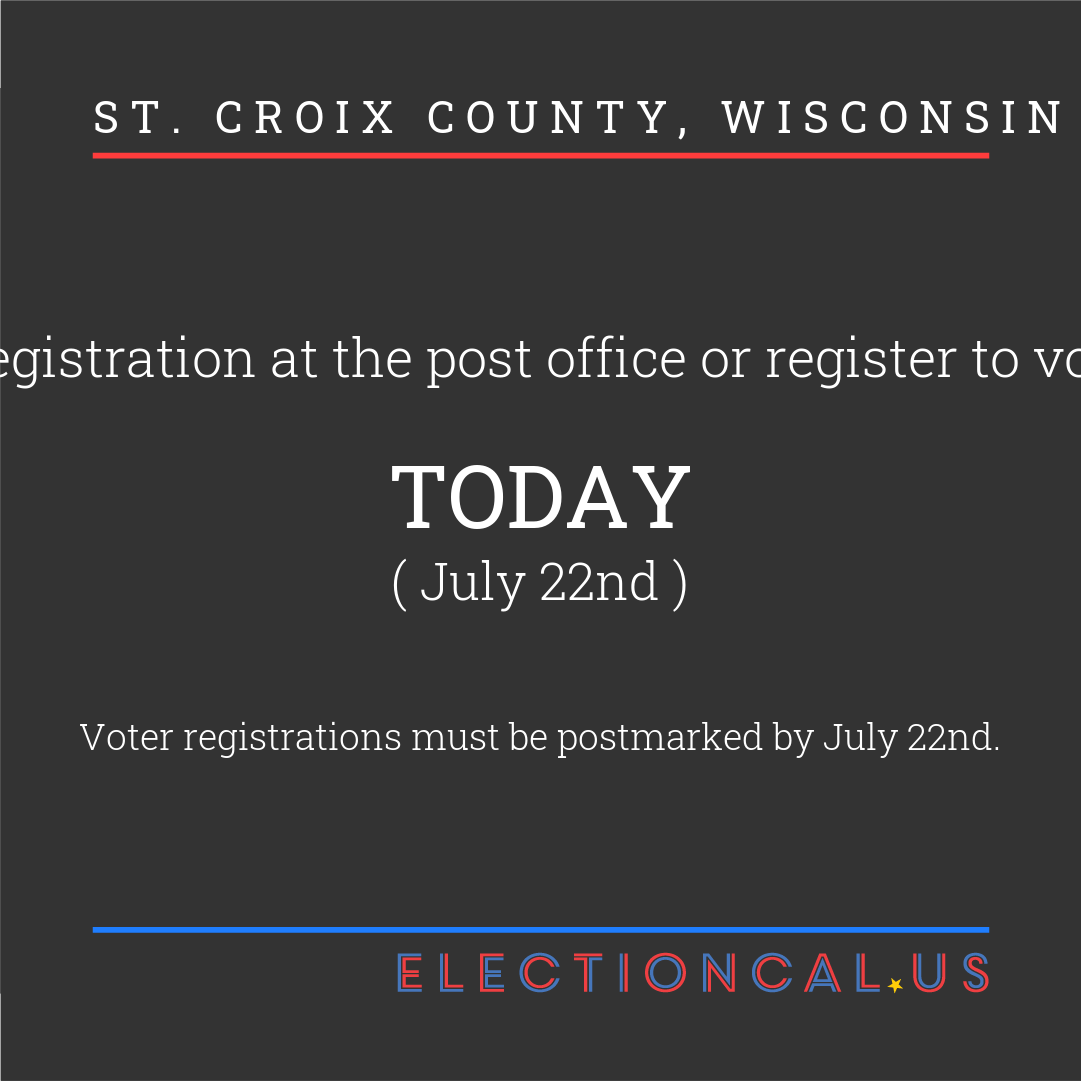 ST. CROIX COUNTY, WISCONSIN
egistration at the post office or register to vo
TODAY
( July 22nd )
Voter registrations must be postmarked by July 22nd.
ELECTIONCAL.US